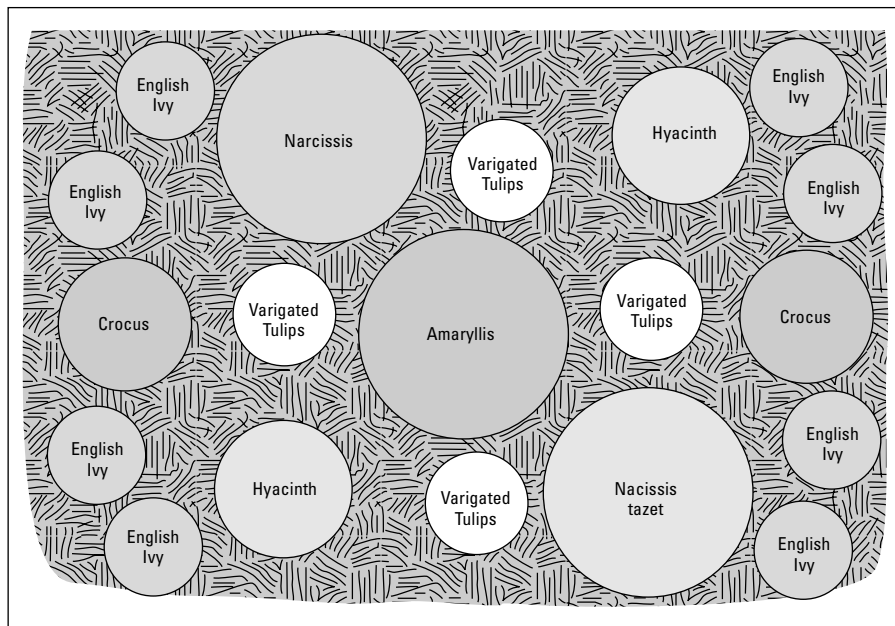 English
Ivy
Narcissis
Hyacinth
English
Ivy
Varigated
Tulips
English
Ivy
English
Ivy
Crocus
Varigated
Tulips
Amaryllis
Varigated
Tulips
Crocus
English
Ivy
English
Ivy
Hyacinth
Varigated
Tulips
Nacissis
tazet
English
Ivy
English
Ivy